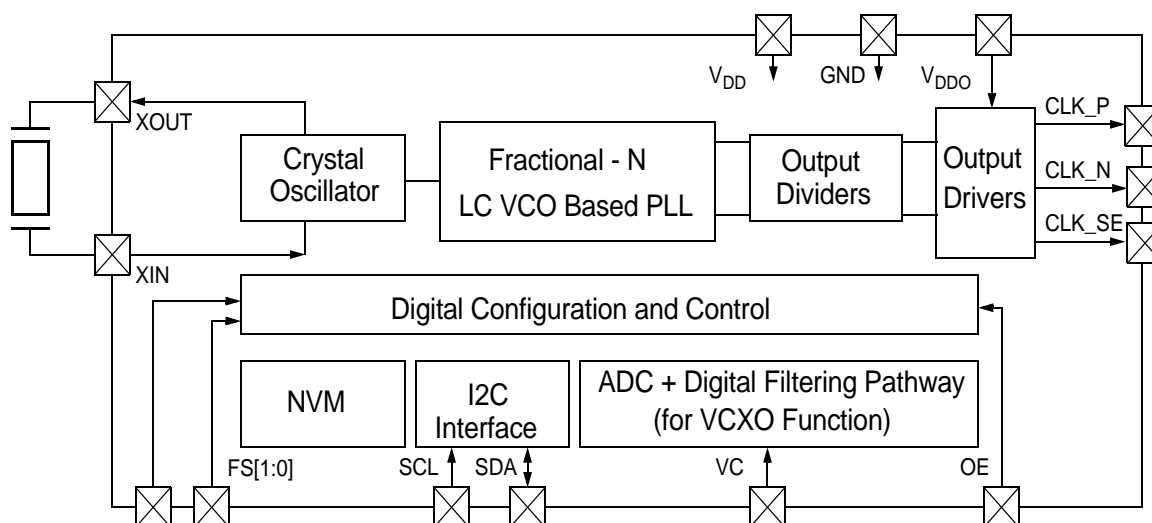 V_DD
GND
V_DDO
XOUT
CLK_P
Crystal
Oscillator
Fractional - N
LC VCO Based PLL
Output
Dividers
Output
Drivers
CLK_N
CLK_SE
XIN
Digital Configuration and Control
NVM
I2C
Interface
ADC + Digital Filtering Pathway
(for VCXO Function)
FS[1:0]
SCL
SDA
VC
OE